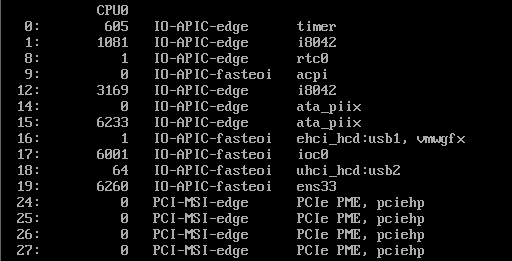 CPU0
0: 605 IO-APIC-edge timer
1: 1081 IO-APIC-edge i8042
8: 1 IO-APIC-edge rtc0
9: 0 IO-APIC-fasteoi acpi
12: 3169 IO-APIC-edge i8042
14: 0 IO-APIC-edge ata_piix
15: 6233 IO-APIC-edge ata_piix
16: 1 IO-APIC-fasteoi ehci_hcd:usb1, vmwgfx
17: 6001 IO-APIC-fasteoi ioc0
18: 64 IO-APIC-fasteoi uhci_hcd:usb2
19: 6260 IO-APIC-fasteoi ens33
24: 0 PCI-MSI-edge PCIe PME, pciehp
25: 0 PCI-MSI-edge PCIe PME, pciehp
26: 0 PCI-MSI-edge PCIe PME, pciehp
27: 0 PCI-MSI-edge PCIe PME, pciehp